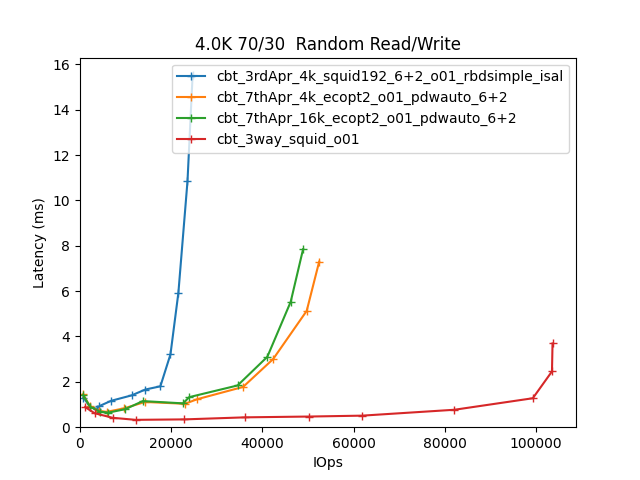 4.0K 70/30  Random Read/Write
16
14
12
10
8
6
4
2
0
Latency (ms)
cbt_3rdApr_4k_squid192_6+2_o01_rbdsimple_isal
cbt_7thApr_4k_ecopt2_o01_pdwauto_6+2
cbt_7thApr_16k_ecopt2_o01_pdwauto_6+2
cbt_3way_squid_o01
0 20000 40000 60000 80000 100000
IOps